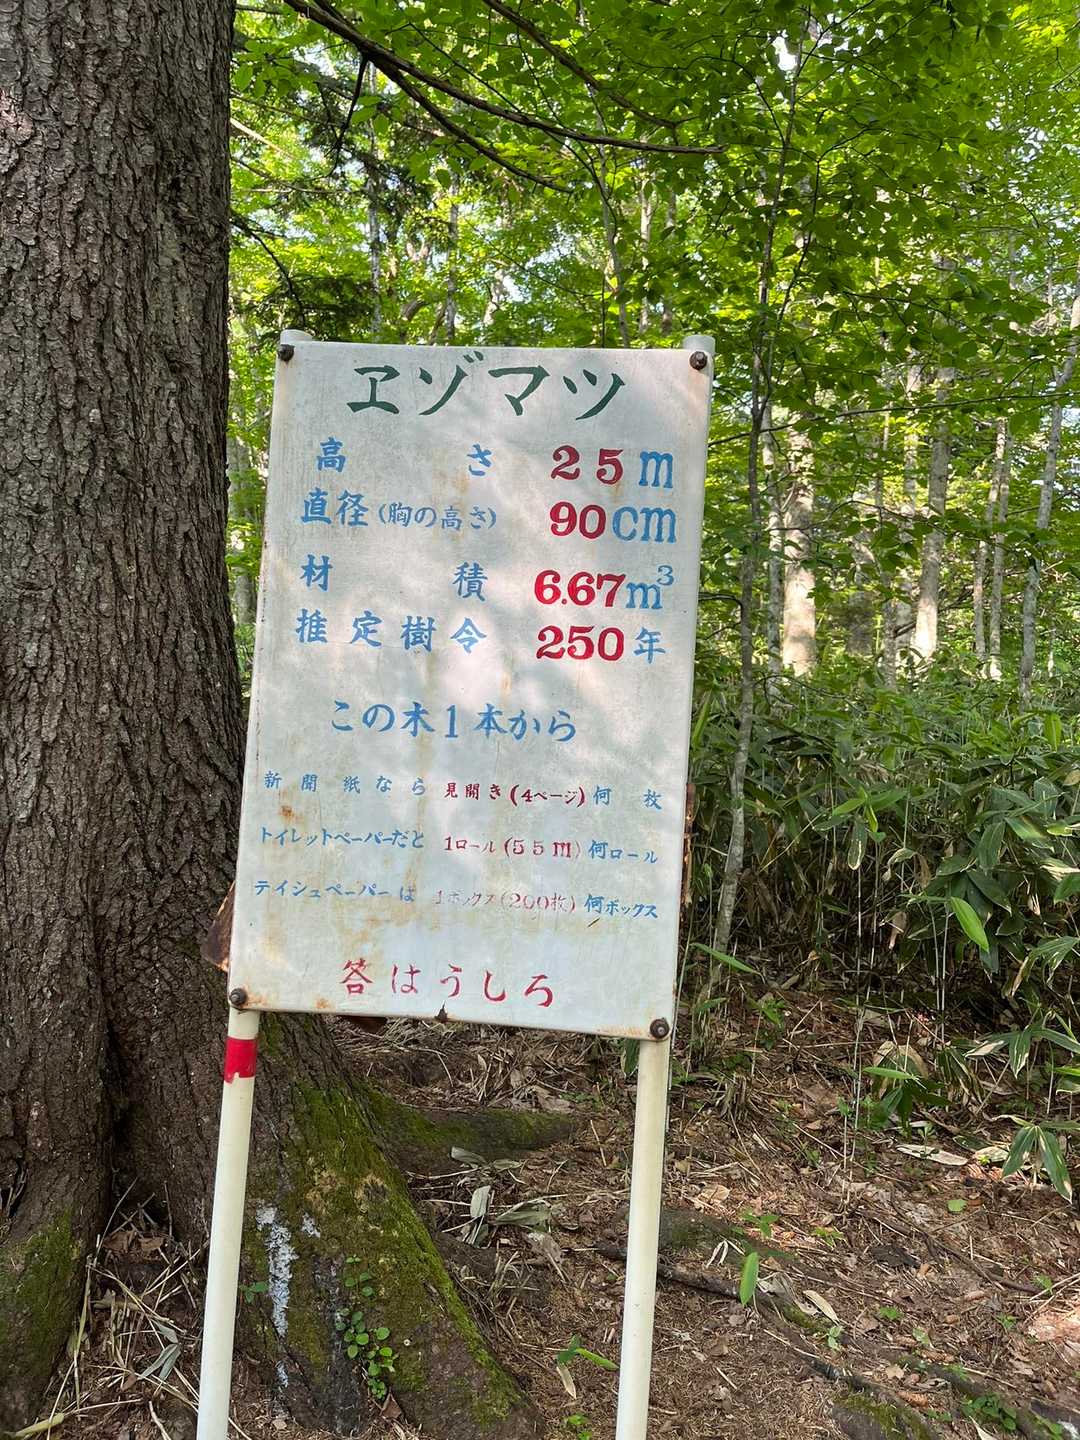 ヱゾマツ
高さ 25m
直径(胸の高さ) 90cm
材積 6.67m³
推定樹令 250年
この木1本から
新聞紙なら 見開き(4ページ)何枚
トイレットペーパーだと 1ロール(55m)何ロール
テイシュペーパーは 1ボックス(200枚)何ボックス
答はうしろ